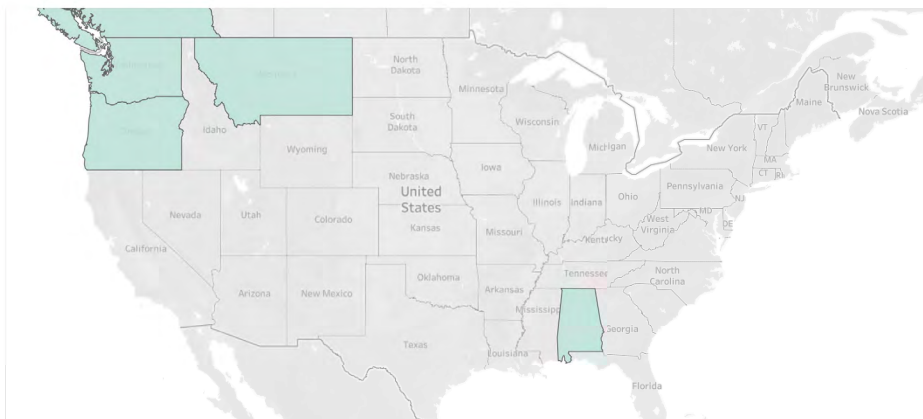 North
Dakota
Minnesota
New
Brunswick
Maine
Nova Scotia
South
Dakota
Wisconsin
VT
Idaho
Michigan
New York
Wyoming
MA
Iowa
CT
RI
Nebraska
Pennsylvania
United
States
NJ
Nevada
Utah
Colorado
Illinois
Indiana
Ohio
MD
West
Virginia
DE
Kansas
Missouri
Kentucky
California
Oklahoma
Tennessee
North
Carolina
Arizona
New Mexico
Arkansas
Mississippi
Georgia
Texas
Louisiana
Florida